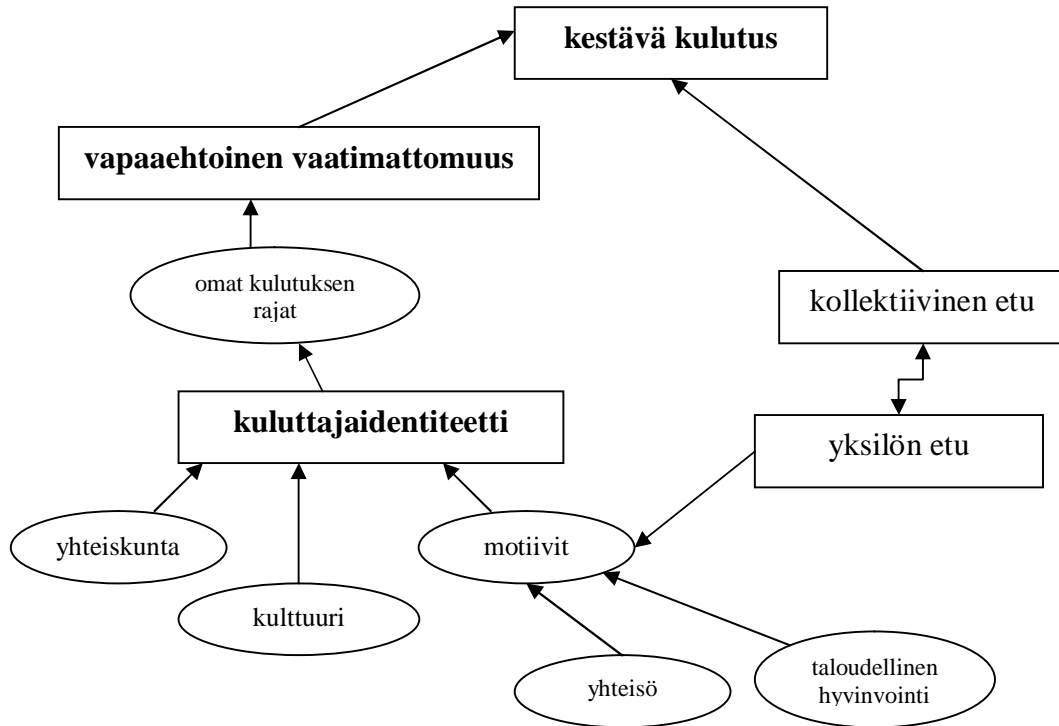 kestävä kulutus
vapaaehtoinen vaatimattomuus
omat kulutuksen
rajat
kollektiivinen etu
kuluttajaidentiteetti
yksilön etu
yhteiskunta
motiivit
kulttuuri
yhteisö
taloudellinen
hyvinvointi